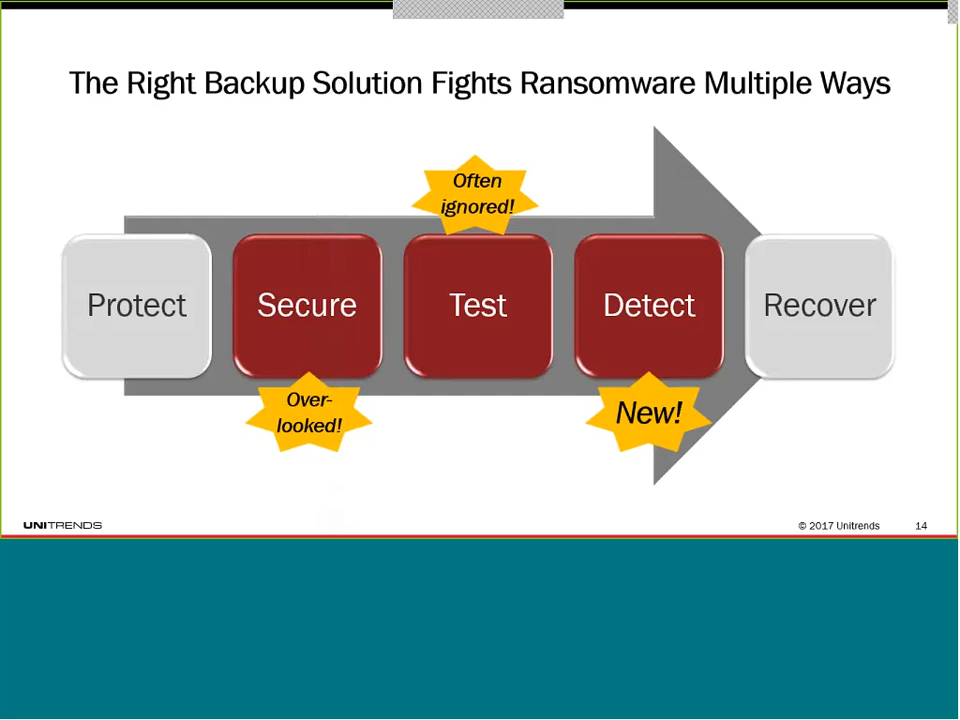 The Right Backup Solution Fights Ransomware Multiple Ways
Often
ignored!
Protect
Secure
Test
Detect
Recover
Over-
looked!
New!
UNITRENDS
© 2017 Unitrends
14